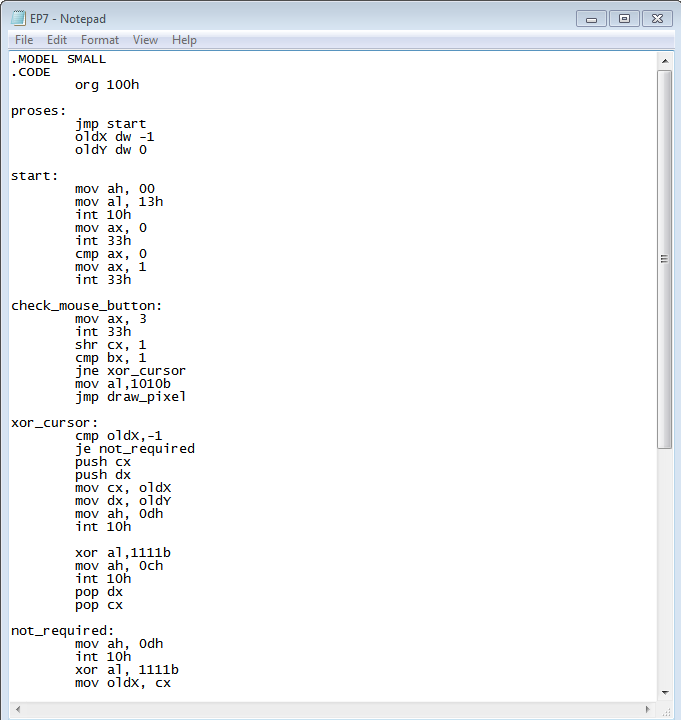 EP7 - Notepad
File Edit Format View Help
.MODEL SMALL
.CODE
        org 100h

proses:
        jmp start
        oldX dw -1
        oldY dw 0

start:
        mov ah, 00
        mov al, 13h
        int 10h
        mov ax, 0
        int 33h
        cmp ax, 0
        mov ax, 1
        int 33h

check_mouse_button:
        mov ax, 3
        int 33h
        shr cx, 1
        cmp bx, 1
        jne xor_cursor
        mov al,1010b
        jmp draw_pixel

xor_cursor:
        cmp oldX,-1
        je not_required
        push cx
        push dx
        mov cx, oldX
        mov dx, oldY
        mov ah, 0dh
        int 10h

        xor al,1111b
        mov ah, 0ch
        int 10h
        pop dx
        pop cx

not_required:
        mov ah, 0dh
        int 10h
        xor al, 1111b
        mov oldX, cx